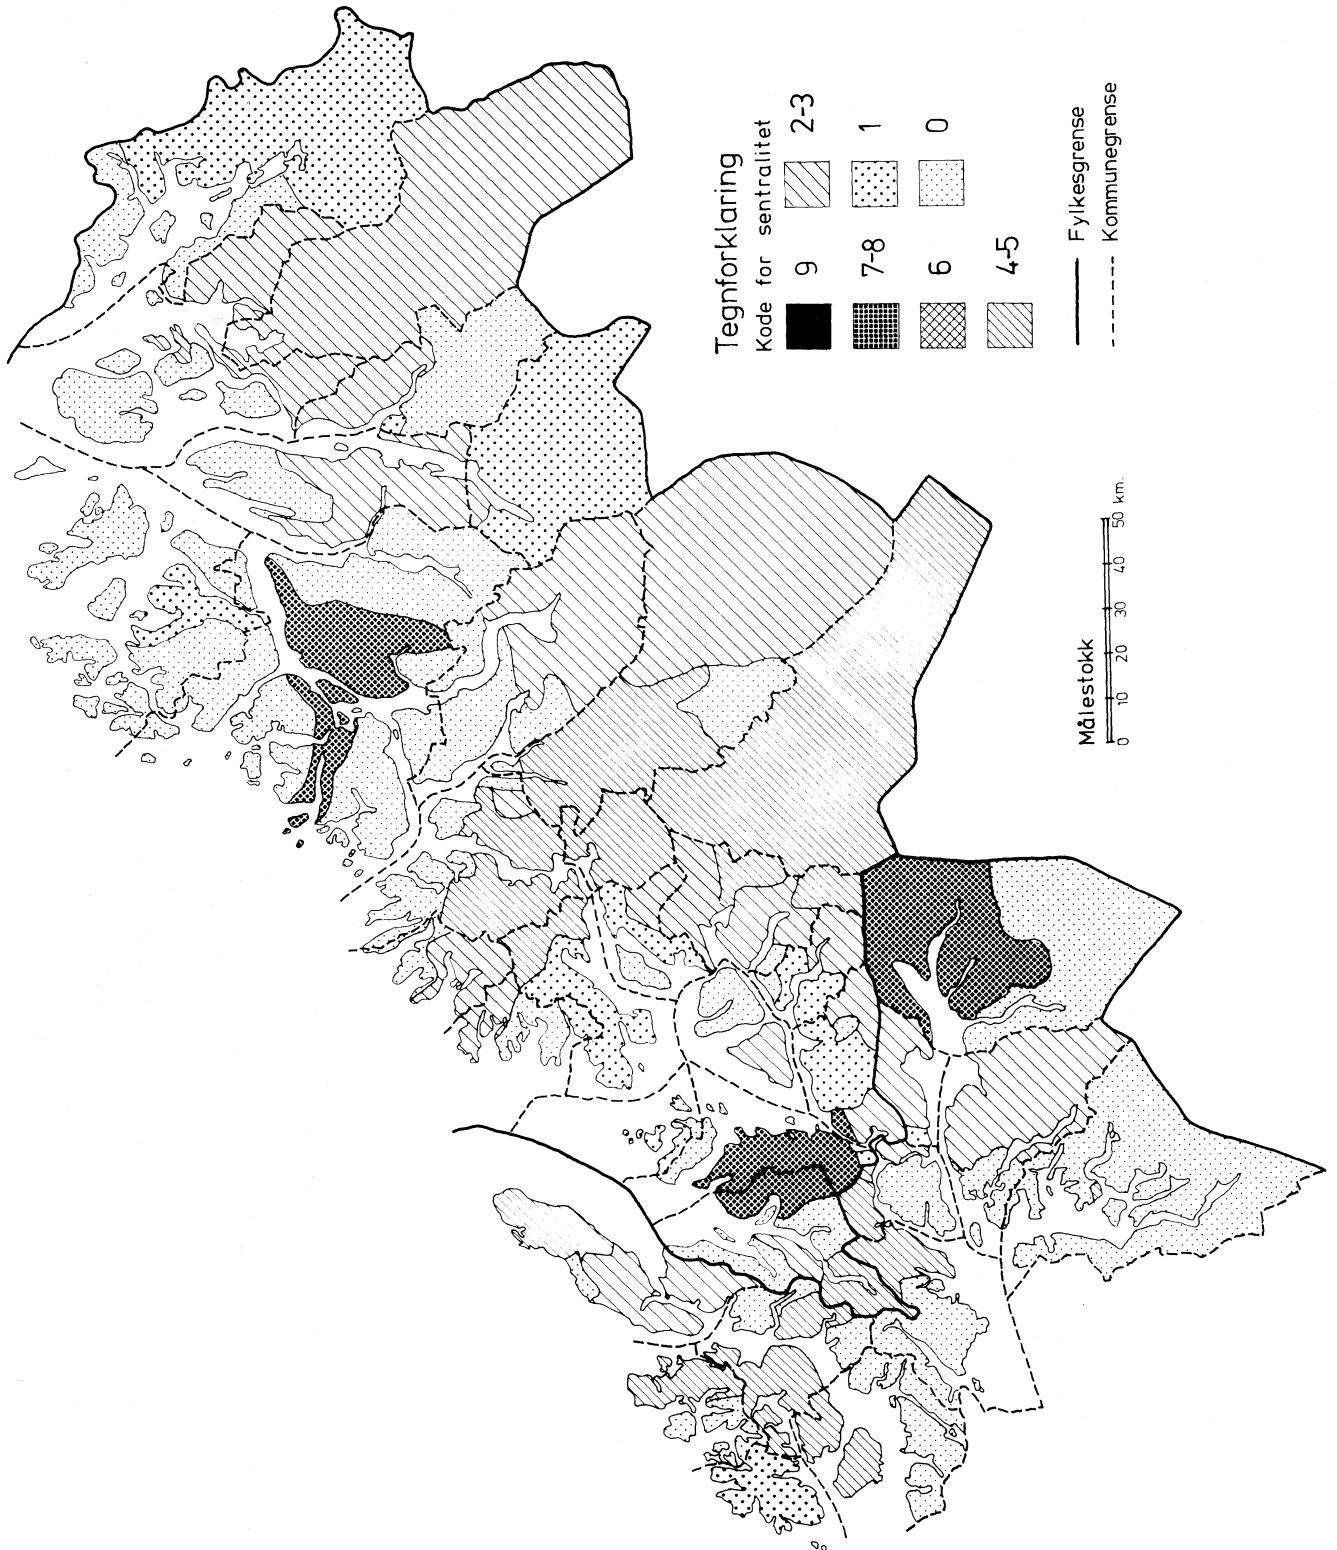 Tegnforklaring
Kode for sentralitet
9 2-3
7-8 1
6 0
4-5
Fylkesgrense
Kommunegrense
Målestokk
0 10 20 30 40 50 km.